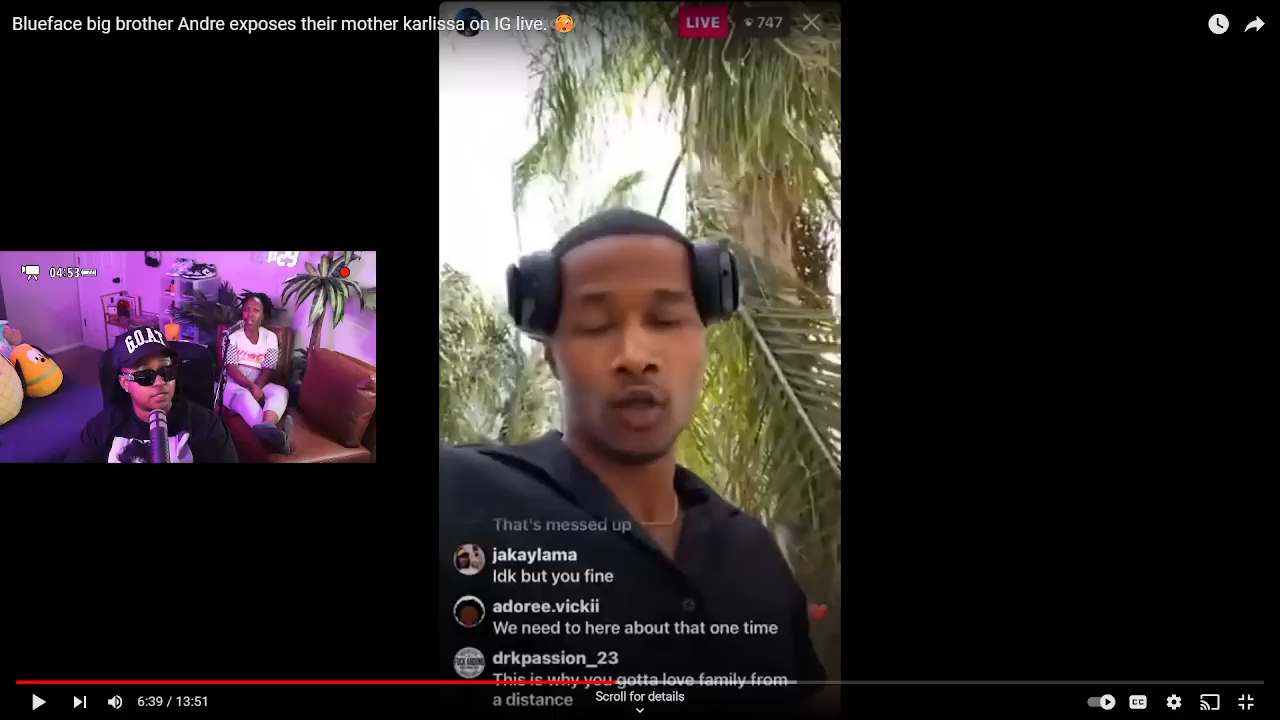 Blueface big brother Andre exposes their mother karlissa on IG live. 🥵
LIVE
747
04:53
G.O.A.T
That's messed up
jakaylama
Idk but you fine
adoree.vickii
We need to here about that one time
drkpassion_23
This is why you gotta love family from
a distance
Scroll for details
6:39 / 13:51
CC